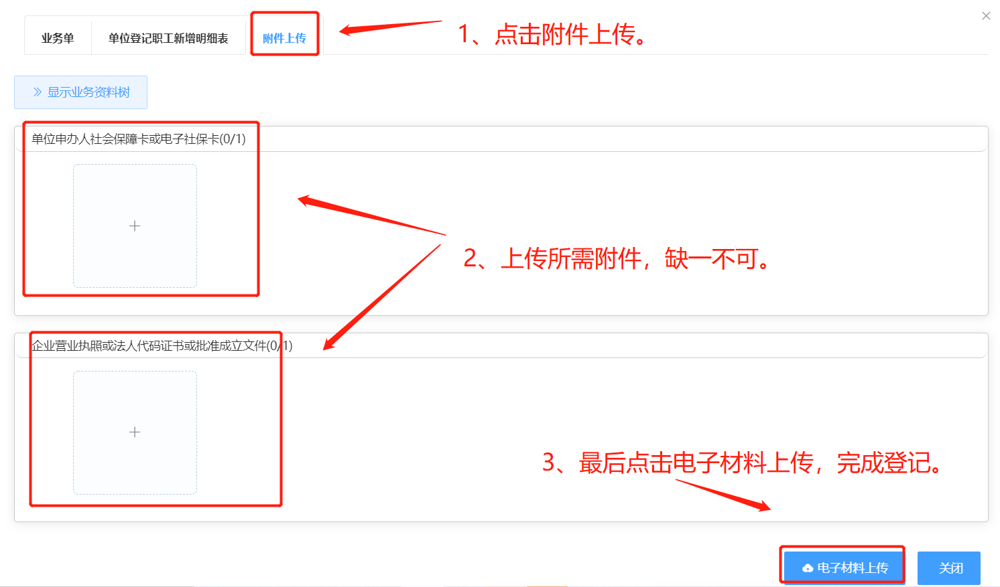 业务单
单位登记职工新增明细表
附件上传
1、点击附件上传。
显示业务资料树
单位申办人社会保障卡或电子社保卡(0/1)
2、上传所需附件，缺一不可。
企业营业执照或法人代码证书或批准成立文件(0/1)
3、最后点击电子材料上传，完成登记。
电子材料上传
关闭